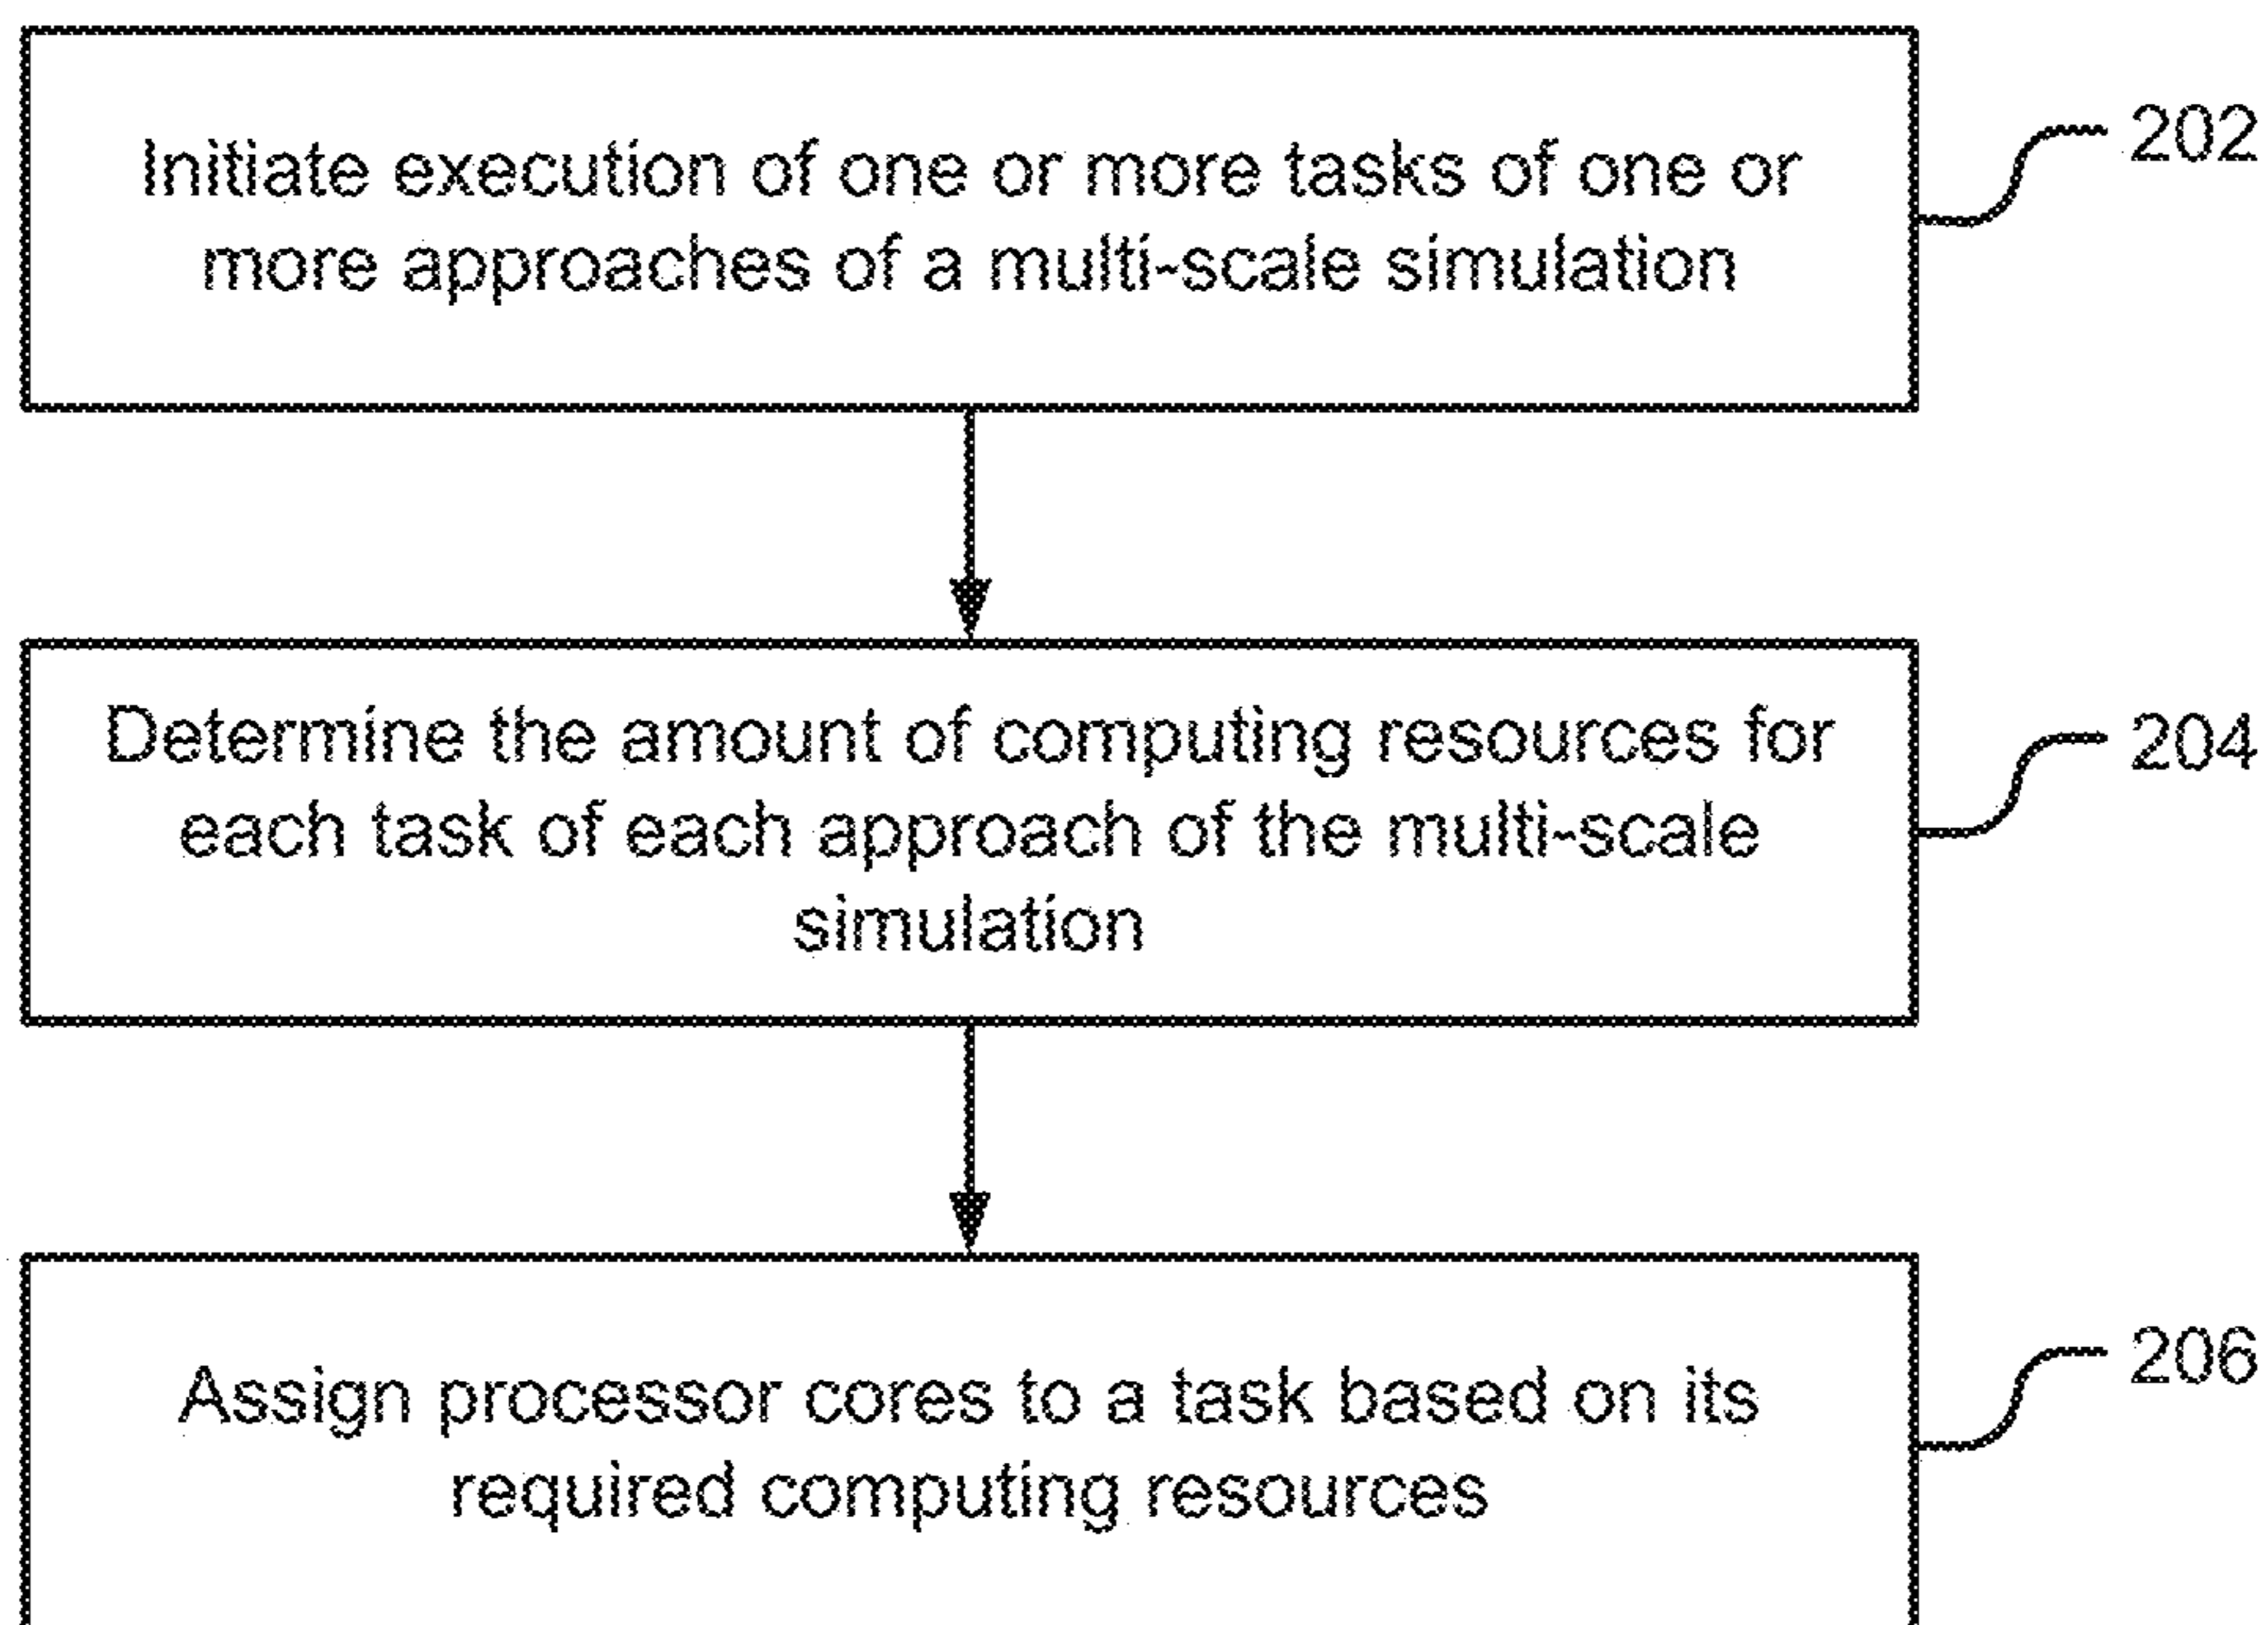 Initiate execution of one or more tasks of one or
more approaches of a multi-scale simulation
202
Determine the amount of computing resources for
each task of each approach of the multi-scale
simulation
204
Assign processor cores to a task based on its
required computing resources
206